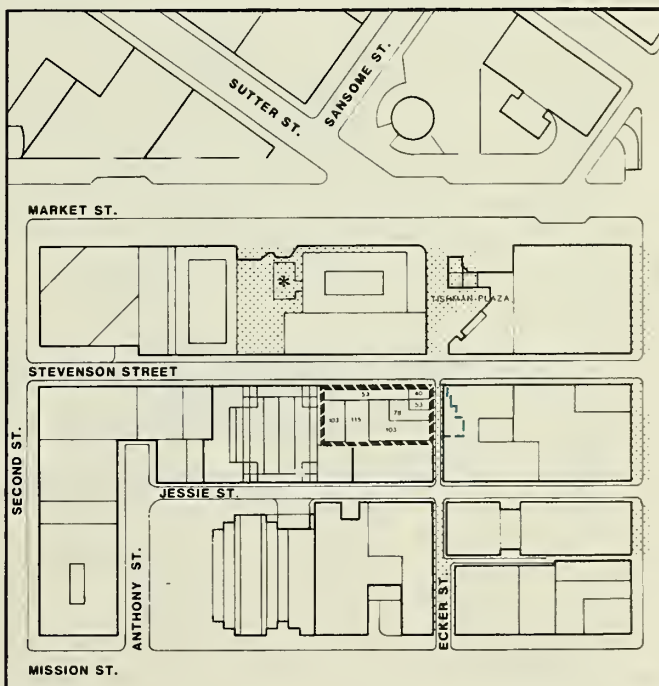 SUTTER ST.
SANSOME ST.
MARKET ST.
*
TISHMAN PLAZA
STEVENSON STREET
53
40
53
103
115
78
103
SECOND ST.
JESSIE ST.
ANTHONY ST.
ECKER ST.
MISSION ST.